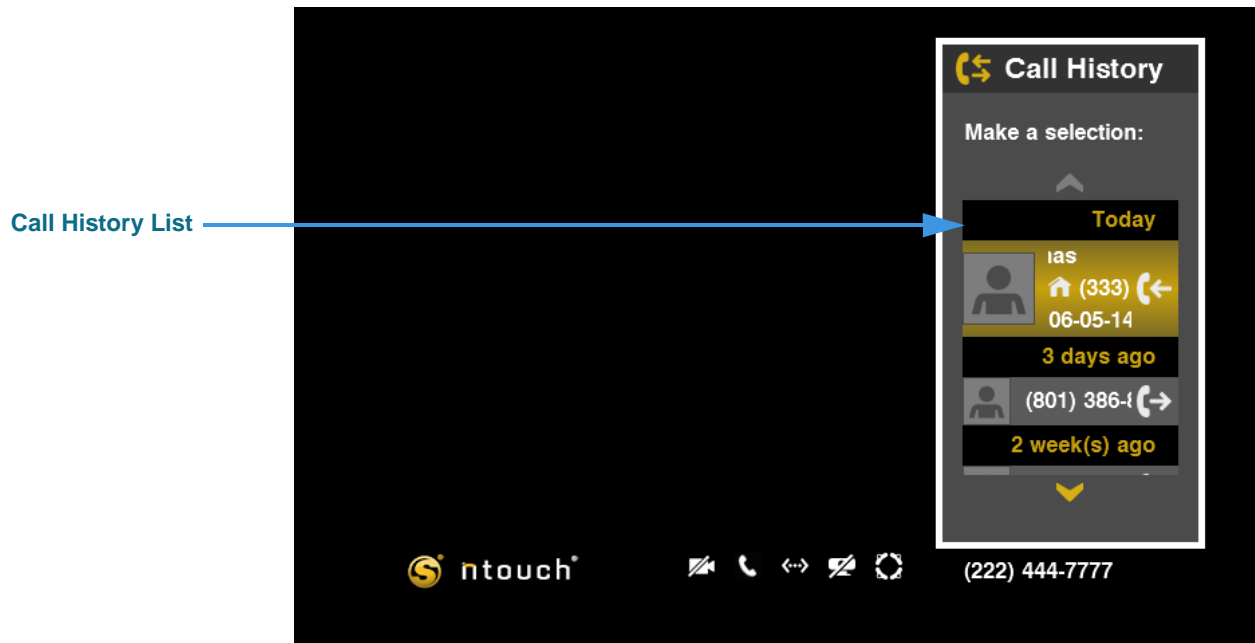 Call History
Make a selection:
Call History List
Today
(333)
06-05-14
3 days ago
(801) 386-
2 week(s) ago
ntouch®
(222) 444-7777